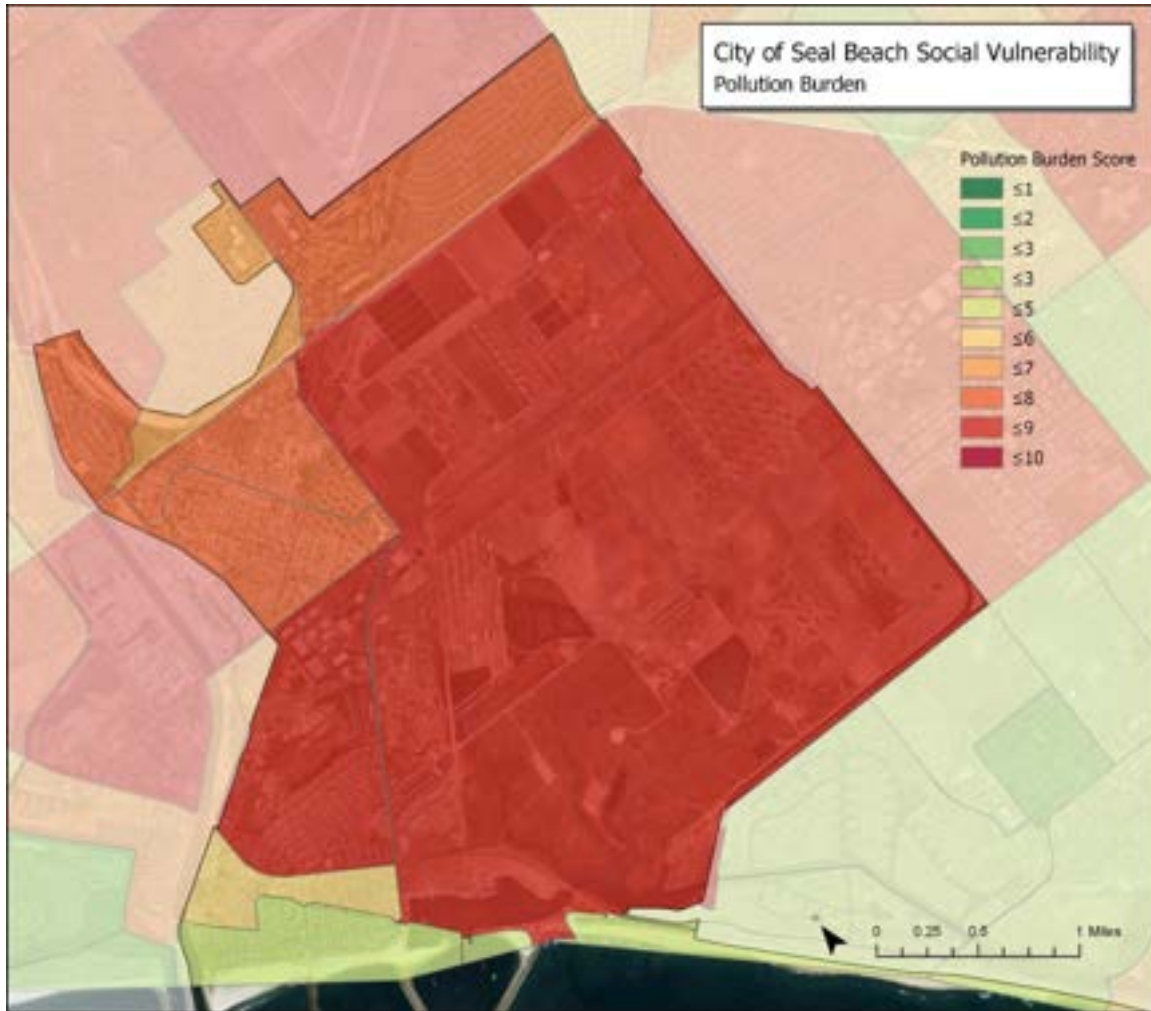 City of Seal Beach Social Vulnerability
Pollution Burden
Pollution Burden Score
≤1
≤2
≤3
≤3
≤5
≤6
≤7
≤8
≤9
≤10
0 0.25 0.5 1 Miles